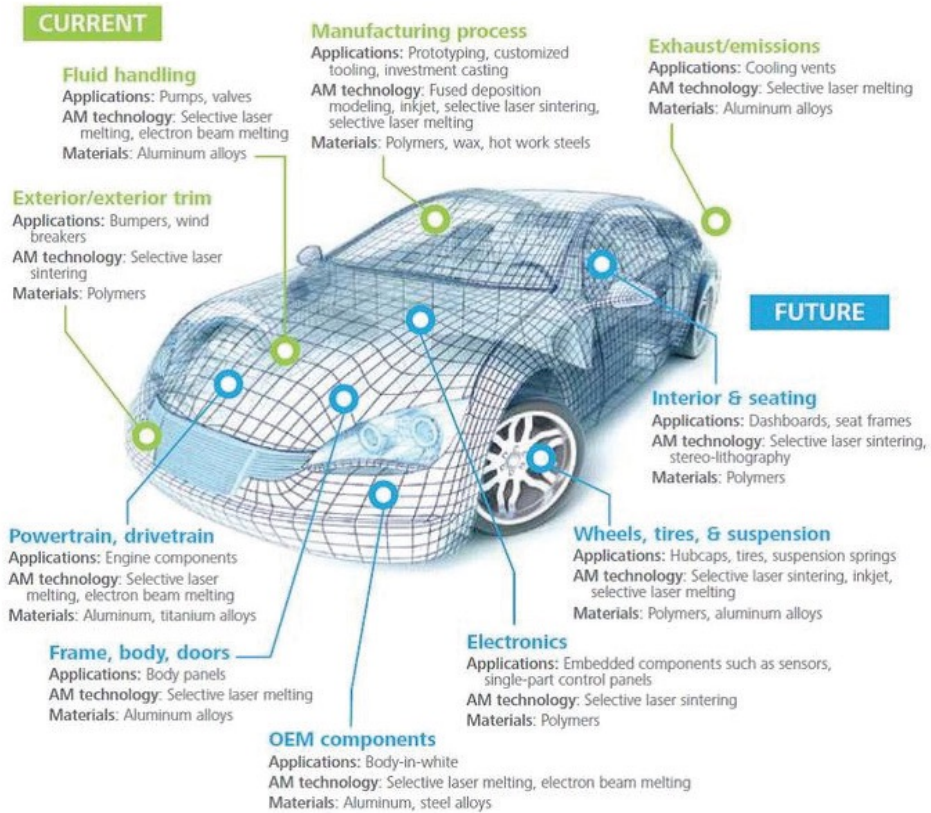 CURRENT
Fluid handling
Applications: Pumps, valves
AM technology: Selective laser
melting, electron beam melting
Materials: Aluminum alloys
Manufacturing process
Applications: Prototyping, customized
tooling, investment casting
AM technology: Fused deposition
modeling, inkjet, selective laser sintering,
selective laser melting
Materials: Polymers, wax, hot work steels
Exhaust/emissions
Applications: Cooling vents
AM technology: Selective laser melting
Materials: Aluminum alloys
Exterior/exterior trim
Applications: Bumpers, wind
breakers
AM technology: Selective laser
sintering
Materials: Polymers
FUTURE
Interior & seating
Applications: Dashboards, seat frames
AM technology: Selective laser sintering,
stereo-lithography
Materials: Polymers
Powertrain, drivetrain
Applications: Engine components
AM technology: Selective laser
melting, electron beam melting
Materials: Aluminum, titanium alloys
Wheels, tires, & suspension
Applications: Hubcaps, tires, suspension springs
AM technology: Selective laser sintering, inkjet,
selective laser melting
Materials: Polymers, aluminum alloys
Frame, body, doors
Applications: Body panels
AM technology: Selective laser melting
Materials: Aluminum alloys
Electronics
Applications: Embedded components such as sensors,
single-part control panels
AM technology: Selective laser sintering
Materials: Polymers
OEM components
Applications: Body-in-white
AM technology: Selective laser melting, electron beam melting
Materials: Aluminum, steel alloys